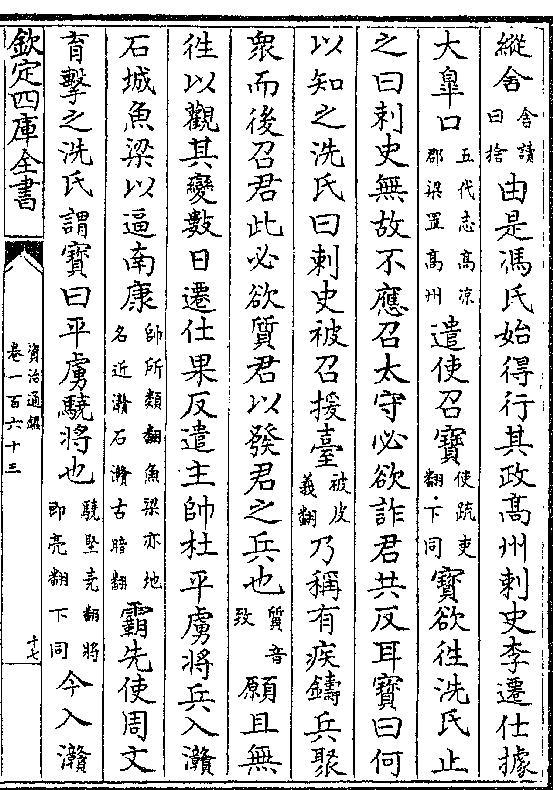 縱舍舍讀曰捨由是馮氏始得行其政髙州刺史李遷仕據
大臯口五代志髙凉郡梁置髙州遣使召寳使疏吏翻下同寳欲往洗氏止
之曰刺史無故不應召太守必欲詐君共反耳寳曰何
以知之洗氏曰刺史被召援臺被皮義翻乃稱有疾鑄兵聚
衆而後召君此必欲質君以發君之兵也質音致願且無
徃以觀其變數日遷仕果反遣主帥杜平虜將兵入灨
石城魚梁以逼南康帥所類翻魚梁亦地名近灨石灨古暗翻霸先使周文
育擊之洗氏謂寳曰平虜驍將也驍堅堯翻將即亮翻下同今入灨
欽定四庫全書
資治通鑑
卷一百六十三
十七